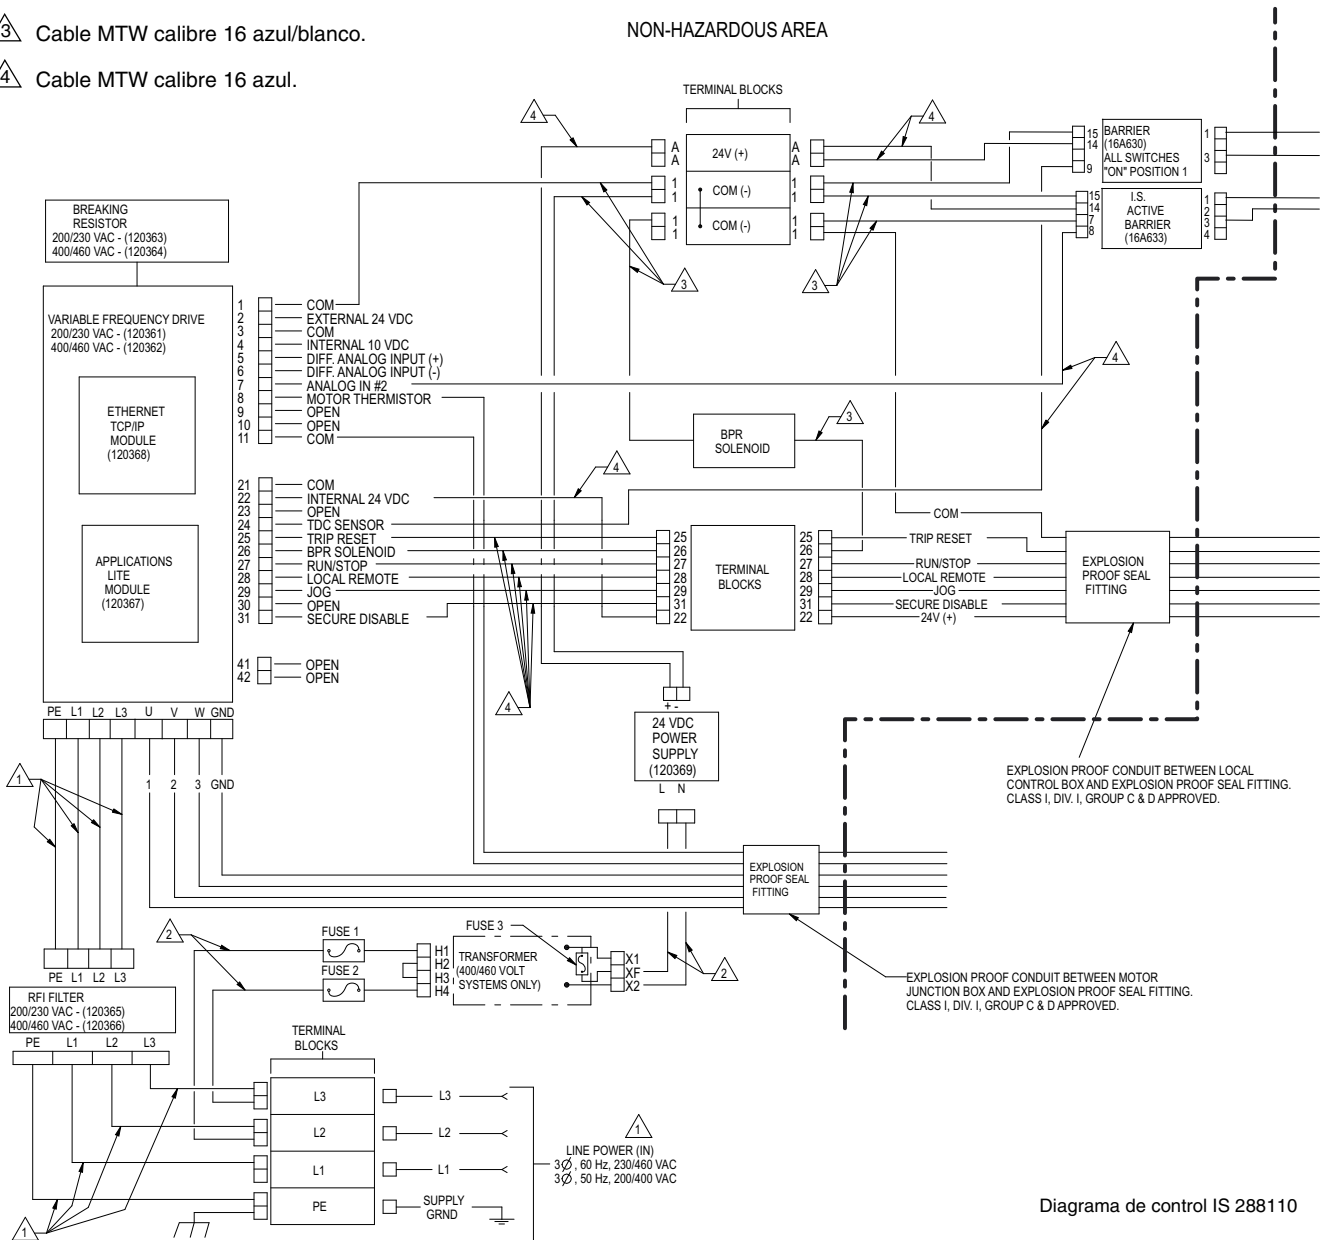 3 Cable MTW calibre 16 azul/blanco.
4 Cable MTW calibre 16 azul.
NON-HAZARDOUS AREA
TERMINAL BLOCKS
4
4
A
A
24V (+)
A
A
1
1
COM (-)
1
1
1
1
COM (-)
1
1
3
3
15
14
9
BARRIER
(16A630)
ALL SWITCHES
"ON" POSITION 1
1
3
15
14
7
8
I.S.
ACTIVE
BARRIER
(16A633)
1
2
3
4
BREAKING
RESISTOR
200/230 VAC - (120363)
400/460 VAC - (120364)
VARIABLE FREQUENCY DRIVE
200/230 VAC - (120361)
400/460 VAC - (120362)
ETHERNET
TCP/IP
MODULE
(120368)
APPLICATIONS
LITE
MODULE
(120367)
1 COM
2 EXTERNAL 24 VDC
3 COM
4 INTERNAL 10 VDC
5 DIFF. ANALOG INPUT (+)
6 DIFF. ANALOG INPUT (-)
7 ANALOG IN #2
8 MOTOR THERMISTOR
9 OPEN
10 OPEN
11 COM
21 COM
22 INTERNAL 24 VDC
23 OPEN
24 TDC SENSOR
25 TRIP RESET
26 BPR SOLENOID
27 RUN/STOP
28 LOCAL REMOTE
29 JOG
30 OPEN
31 SECURE DISABLE
41 OPEN
42 OPEN
4
3
BPR
SOLENOID
4
4
25
26
27
28
29
31
22
TERMINAL
BLOCKS
25
26
27
28
29
31
22
COM
TRIP RESET
RUN/STOP
LOCAL REMOTE
JOG
SECURE DISABLE
24V (+)
EXPLOSION
PROOF SEAL
FITTING
+ -
24 VDC
POWER
SUPPLY
(120369)
L N
EXPLOSION PROOF CONDUIT BETWEEN LOCAL
CONTROL BOX AND EXPLOSION PROOF SEAL FITTING.
CLASS I, DIV. I, GROUP C & D APPROVED.
PE L1 L2 L3 U V W GND
1
1 2 3 GND
EXPLOSION
PROOF SEAL
FITTING
EXPLOSION PROOF CONDUIT BETWEEN MOTOR
JUNCTION BOX AND EXPLOSION PROOF SEAL FITTING.
CLASS I, DIV. I, GROUP C & D APPROVED.
2
FUSE 1
FUSE 2
H1
H2
H3
H4
FUSE 3
TRANSFORMER
(400/460 VOLT
SYSTEMS ONLY)
X1
XF
X2
2
PE L1 L2 L3
RFI FILTER
200/230 VAC - (120365)
400/460 VAC - (120366)
PE L1 L2 L3
TERMINAL
BLOCKS
L3 L3
L2 L2
L1 L1
PE SUPPLY
GRND
1
1
LINE POWER (IN)
3Ø, 60 Hz, 230/460 VAC
3Ø, 50 Hz, 200/400 VAC
Diagrama de control IS 288110